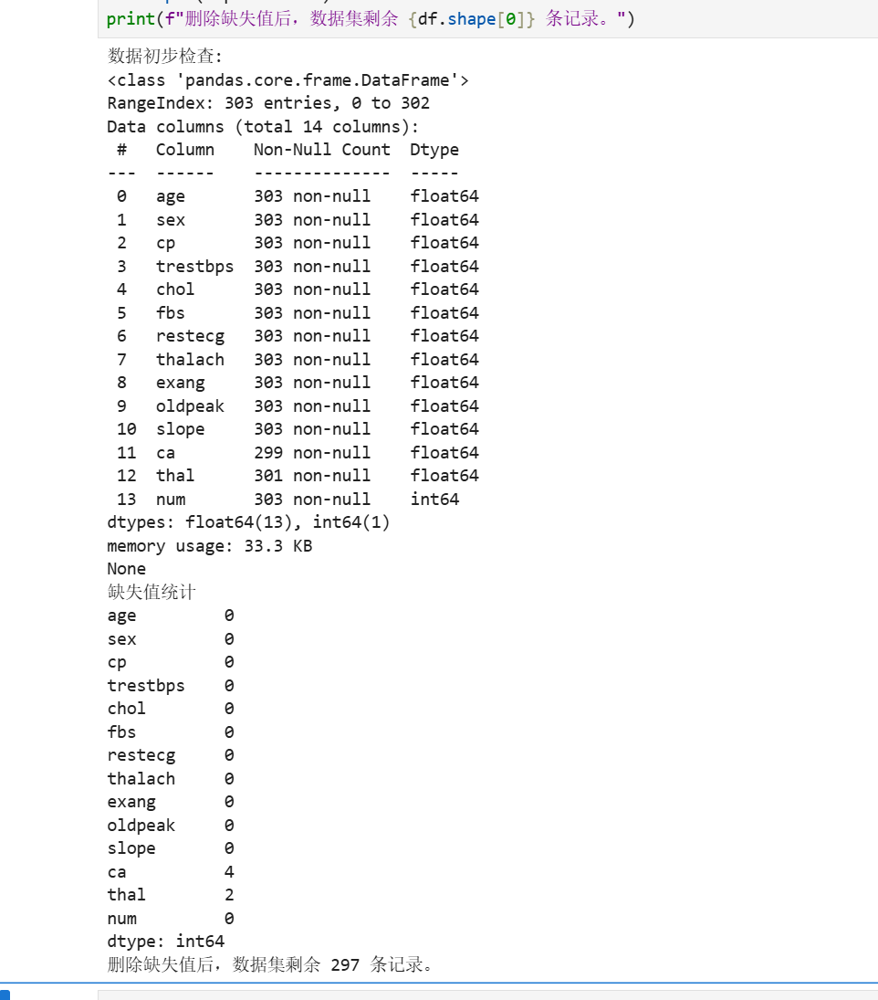 print(f"删除缺失值后，数据集剩余 {df.shape[0]} 条记录。")
数据初步检查:
<class 'pandas.core.frame.DataFrame'>
RangeIndex: 303 entries, 0 to 302
Data columns (total 14 columns):
 #   Column    Non-Null Count  Dtype
---  ------    --------------  -----
 0   age       303 non-null    float64
 1   sex       303 non-null    float64
 2   cp        303 non-null    float64
 3   trestbps  303 non-null    float64
 4   chol      303 non-null    float64
 5   fbs       303 non-null    float64
 6   restecg   303 non-null    float64
 7   thalach   303 non-null    float64
 8   exang     303 non-null    float64
 9   oldpeak   303 non-null    float64
 10  slope     303 non-null    float64
 11  ca        299 non-null    float64
 12  thal      301 non-null    float64
 13  num       303 non-null    int64
dtypes: float64(13), int64(1)
memory usage: 33.3 KB
None
缺失值统计
age         0
sex         0
cp          0
trestbps    0
chol        0
fbs         0
restecg     0
thalach     0
exang       0
oldpeak     0
slope       0
ca          4
thal        2
num         0
dtype: int64
删除缺失值后，数据集剩余 297 条记录。